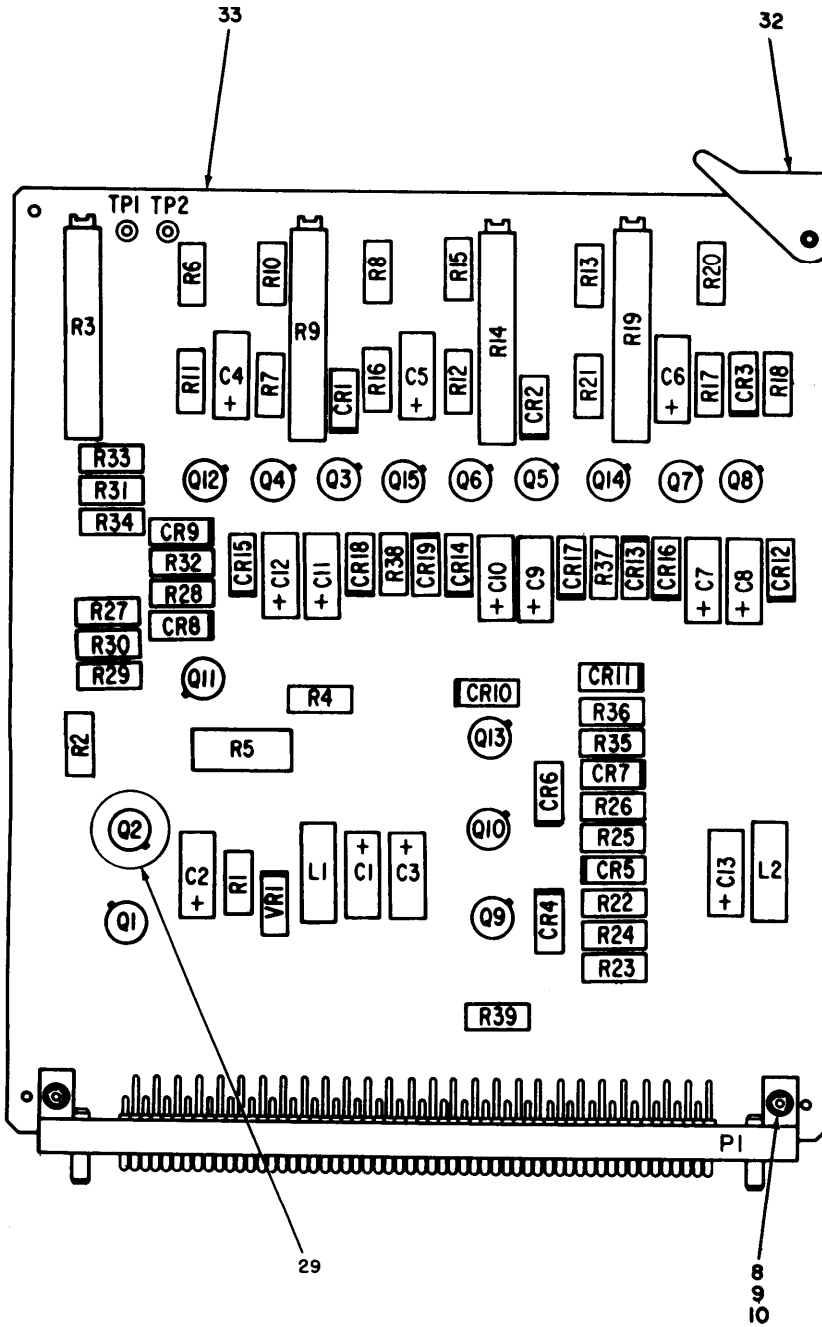 33
32
TP1 TP2
R6
R10
R8
R15
R13
R20
R3
R9
R14
R19
R11
C4
+
R7
CR1
R16
C5
+
R12
CR2
R21
C6
+
R17
CR3
R18
R33
R31
R34
Q12
Q4
Q3
Q15
Q6
Q5
Q14
Q7
Q8
CR9
R32
R28
CR8
CR15
+ C12
+ C11
CR18
R38
CR19
CR14
+ C10
+ C9
CR17
R37
CR13
CR16
+ C7
+ C8
CR12
R27
R30
R29
Q11
R4
CR10
CR11
R36
R35
CR7
R26
R25
CR5
R22
R24
R23
R2
R5
Q13
CR6
Q2
Q10
C2
+
R1
VR1
L1
+
C1
+
C3
Q9
CR4
+ C13
L2
Q1
R39
P1
29
8
9
10